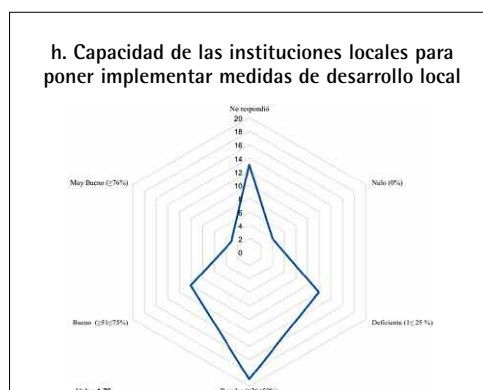 h. Capacidad de las instituciones locales para
poner implementar medidas de desarrollo local
No respondió
20
18
16
14
12
10
8
6
4
2
0
Muy Bueno (≥76%)
Nulo (0%)
Bueno (≥51≤75%)
Deficiente (1≤ 25 %)